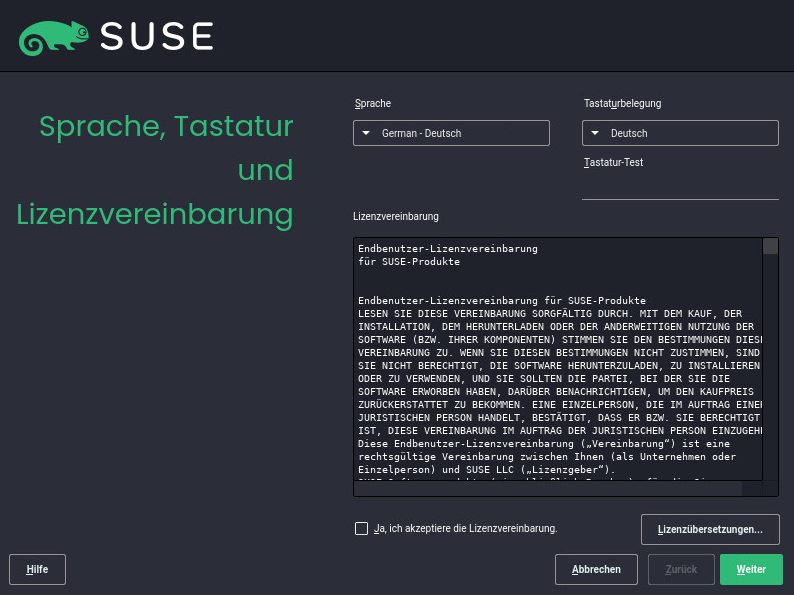 SUSE
Sprache, Tastatur
und
Lizenzvereinbarung
Sprache
Tastaturbelegung
German - Deutsch
Deutsch
Tastatur-Test
Lizenzvereinbarung
Endbenutzer-Lizenzvereinbarung
für SUSE-Produkte
Endbenutzer-Lizenzvereinbarung für SUSE-Produkte
LESEN SIE DIESE VEREINBARUNG SORGFÄLTIG DURCH. MIT DEM KAUF, DER
INSTALLATION, DEM HERUNTERLADEN ODER DER ANDERWEITIGEN NUTZUNG DER
SOFTWARE (BZW. IHRER KOMPONENTEN) STIMMEN SIE DEN BESTIMMUNGEN DIESE
VEREINBARUNG ZU. WENN SIE DIESEN BESTIMMUNGEN NICHT ZUSTIMMEN, SIND
SIE NICHT BERECHTIGT, DIE SOFTWARE HERUNTERZULADEN, ZU INSTALLIEREN
ODER ZU VERWENDEN, UND SIE SOLLTEN DIE PARTEI, BEI DER SIE DIE
SOFTWARE ERWORBEN HABEN, DARÜBER BENACHRICHTIGEN, UM DEN KAUFPREIS
ZURÜCKERSTATTET ZU BEKOMMEN. EINE EINZELPERSON, DIE IM AUFTRAG EINE
JURISTISCHEN PERSON HANDELT, BESTÄTIGT, DASS ER BZW. SIE BERECHTIGT
IST, DIESE VEREINBARUNG IM AUFTRAG DER JURISTISCHEN PERSON EINZUGEH
Diese Endbenutzer-Lizenzvereinbarung („Vereinbarung“) ist eine
rechtsgültige Vereinbarung zwischen Ihnen (als Unternehmen oder
Einzelperson) und SUSE LLC („Lizenzgeber“).
Ja, ich akzeptiere die Lizenzvereinbarung.
Lizenzübersetzungen...
Hilfe
Abbrechen
Zurück
Weiter